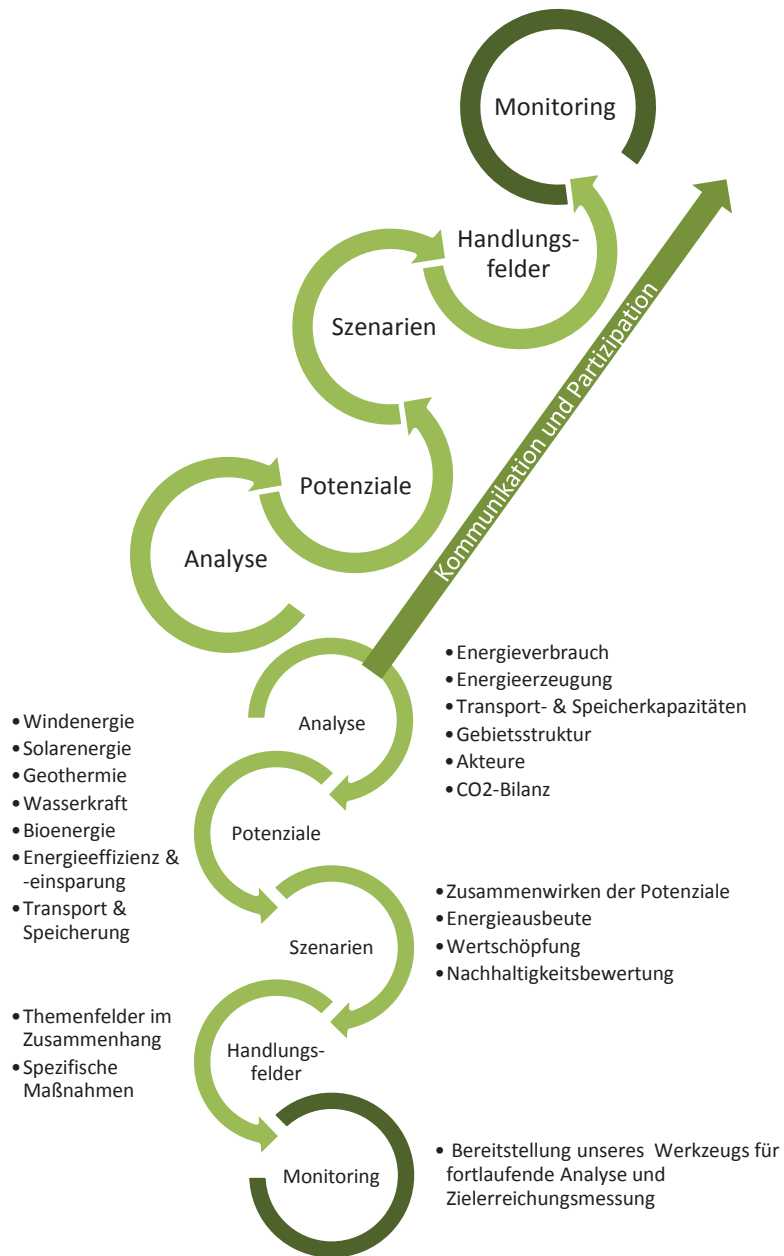 Monitoring
Handlungs-
felder
Szenarien
Potenziale
Analyse
Kommunikation und Partizipation
Analyse
•Energieverbrauch
•Energieerzeugung
•Transport- & Speicherkapazitäten
•Gebietsstruktur
•Akteure
•CO2-Bilanz
•Windenergie
•Solarenergie
•Geothermie
•Wasserkraft
•Bioenergie
•Energieeffizienz &
-einsparung
•Transport &
Speicherung
Potenziale
Szenarien
•Zusammenwirken der Potenziale
•Energieausbeute
•Wertschöpfung
•Nachhaltigkeitsbewertung
•Themenfelder im
Zusammenhang
•Spezifische
Maßnahmen
Handlungs-
felder
Monitoring
• Bereitstellung unseres Werkzeugs für
fortlaufende Analyse und
Zielerreichungsmessung